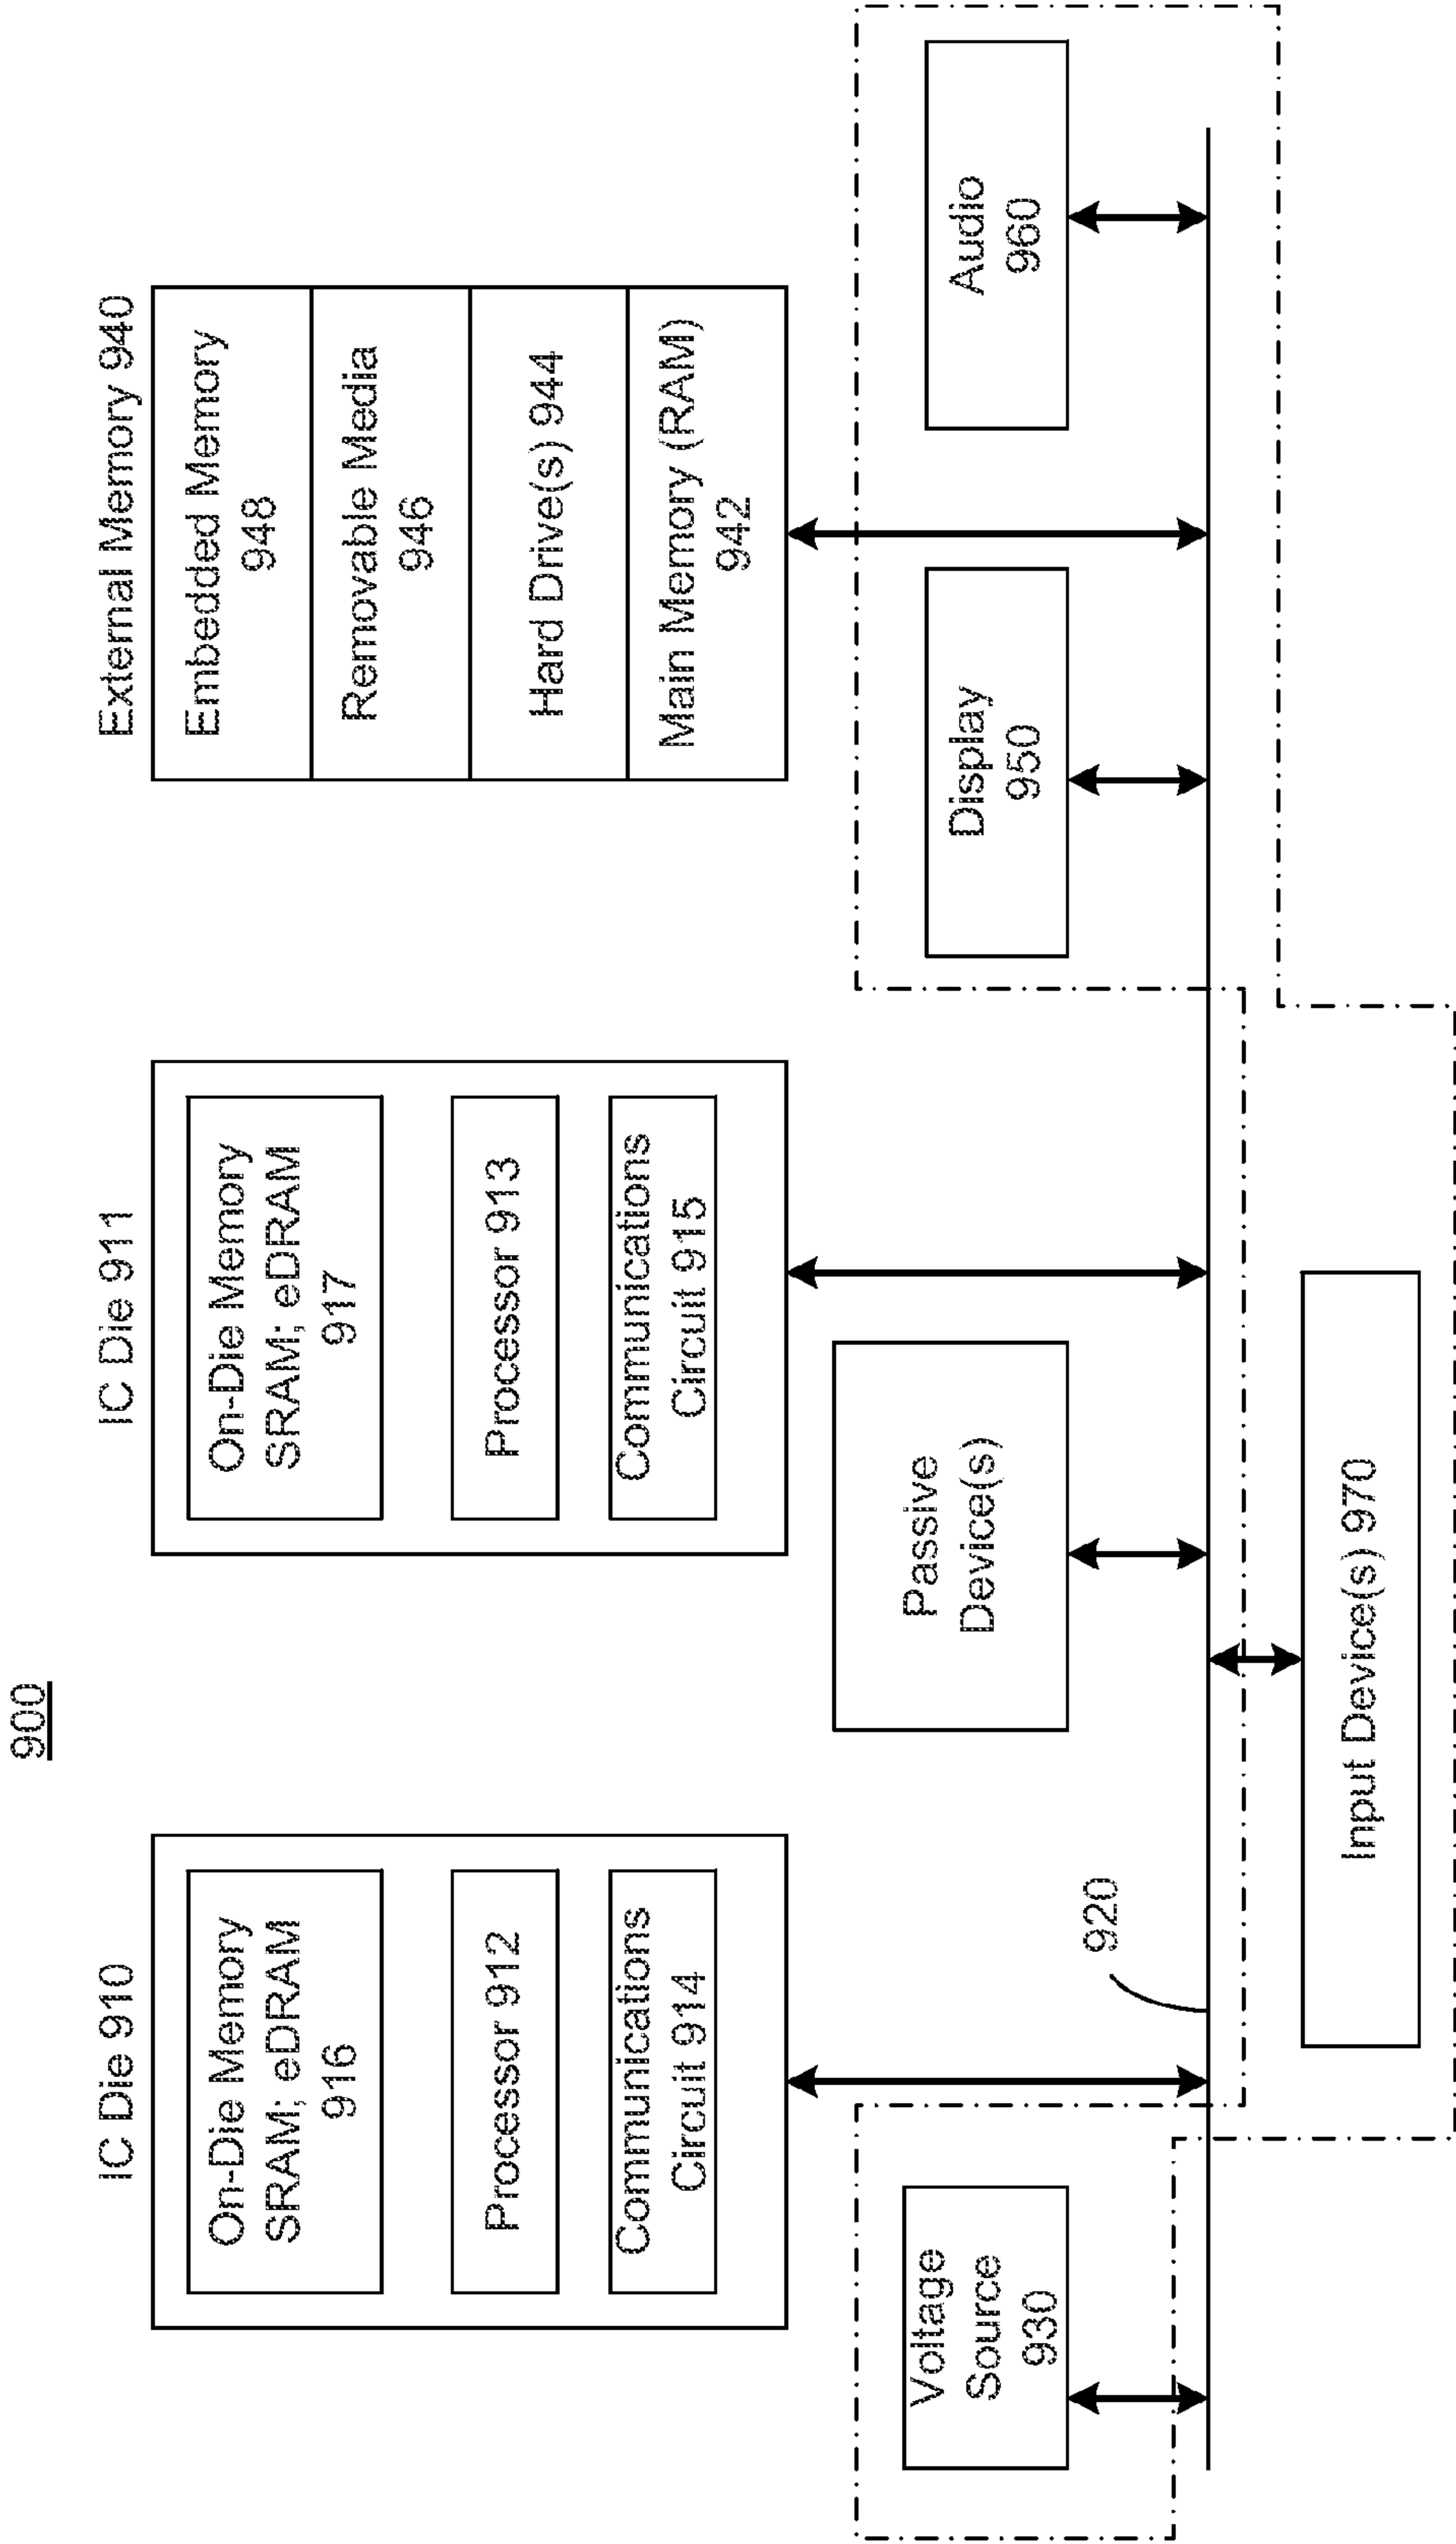 900
IC Die 910
On-Die Memory
SRAM; eDRAM
916
Processor 912
Communications
Circuit 914
IC Die 911
On-Die Memory
SRAM; eDRAM
917
Processor 913
Communications
Circuit 915
External Memory 940
Embedded Memory
948
Removable Media
946
Hard Drive(s) 944
Main Memory (RAM)
942
Voltage
Source
930
920
Passive
Device(s)
Display
950
Audio
960
Input Device(s) 970